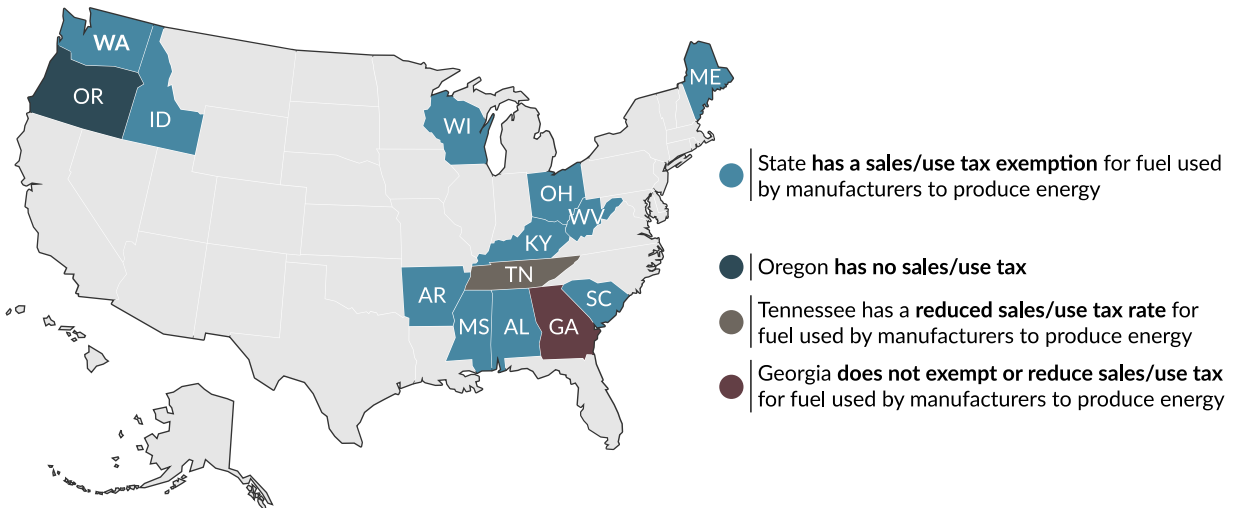 WA
OR
ID
WI
ME
OH
WV
KY
TN
AR
MS
AL
GA
SC
State has a sales/use tax exemption for fuel used
by manufacturers to produce energy
Oregon has no sales/use tax
Tennessee has a reduced sales/use tax rate for
fuel used by manufacturers to produce energy
Georgia does not exempt or reduce sales/use tax
for fuel used by manufacturers to produce energy